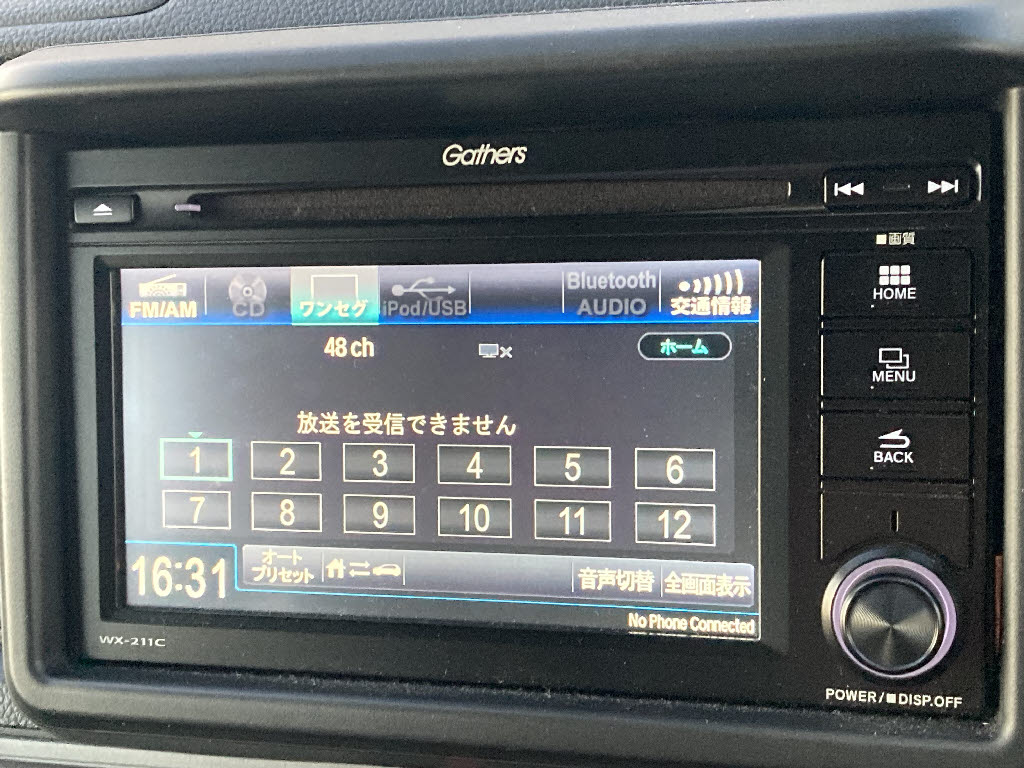 Gathers
■画質
HOME
MENU
BACK
FM/AM
CD
ワンセグ
iPod/USB
Bluetooth
AUDIO
交通情報
48 ch
ホーム
放送を受信できません
1 2 3 4 5 6
7 8 9 10 11 12
16:31
オート
プリセット
音声切替
全画面表示
No Phone Connected
WX-211C
POWER/■DISP.OFF